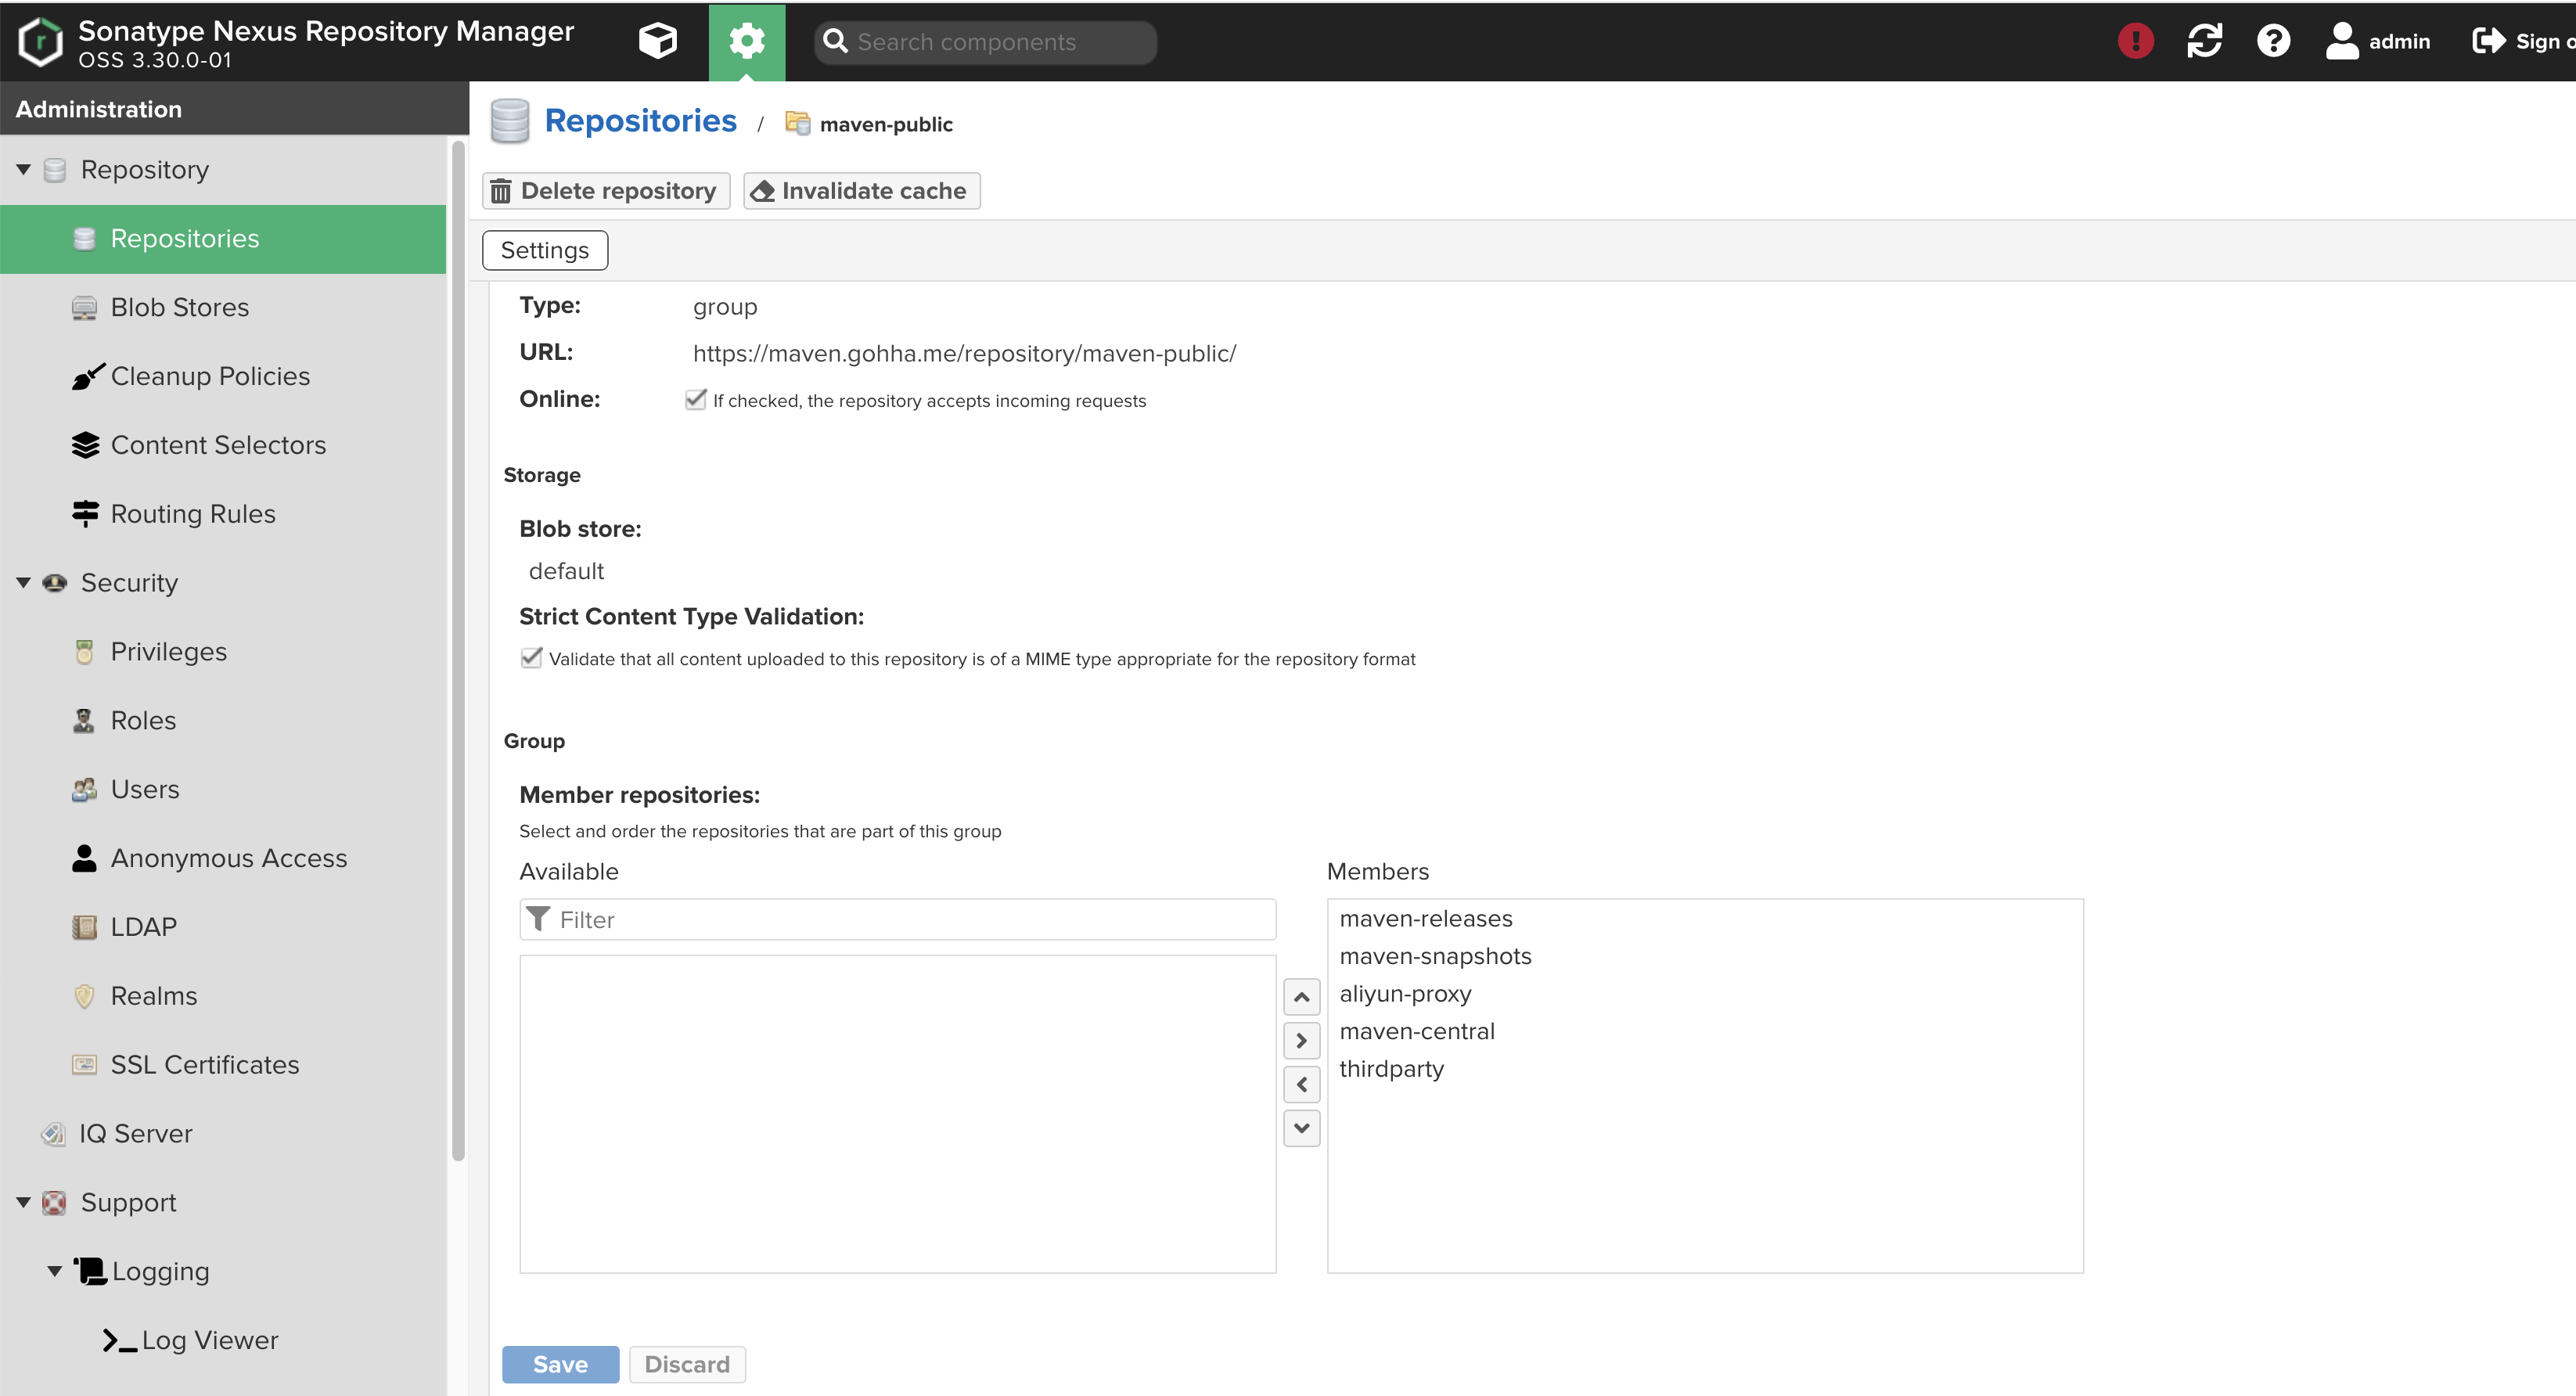 Sonatype Nexus Repository Manager
OSS 3.30.0-01
Search components
admin
Sign o
Administration
Repository
Repositories
Blob Stores
Cleanup Policies
Content Selectors
Routing Rules
Security
Privileges
Roles
Users
Anonymous Access
LDAP
Realms
SSL Certificates
IQ Server
Support
Logging
Log Viewer
Repositories / maven-public
Delete repository
Invalidate cache
Settings
Type: group
URL: https://maven.gohha.me/repository/maven-public/
Online: If checked, the repository accepts incoming requests
Storage
Blob store:
default
Strict Content Type Validation:
Validate that all content uploaded to this repository is of a MIME type appropriate for the repository format
Group
Member repositories:
Select and order the repositories that are part of this group
Available
Filter
Members
maven-releases
maven-snapshots
aliyun-proxy
maven-central
thirdparty
Save
Discard